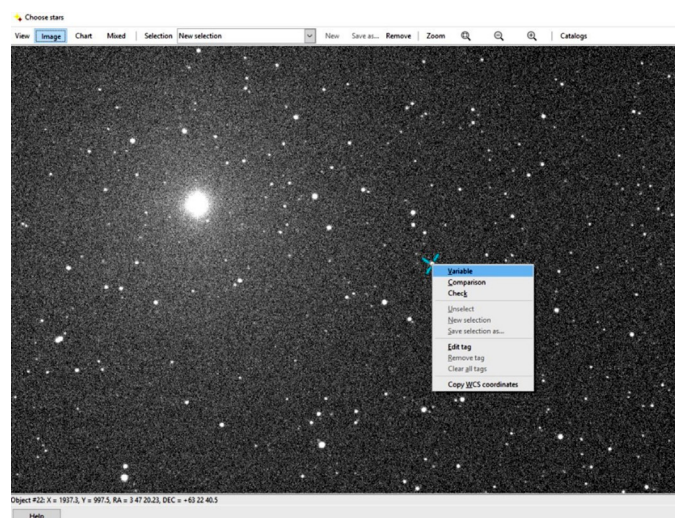 Choose stars
View Image Chart Mixed Selection New selection New Save as... Remove Zoom Catalogs
Variable
Comparison
Check
Unselect
New selection
Save selection as...
Edit tag
Remove tag
Clear all tags
Copy WCS coordinates
Object #22: X = 1937.3, Y = 997.5, RA = 3 47 20.23, DEC = +63 22 40.5
Help